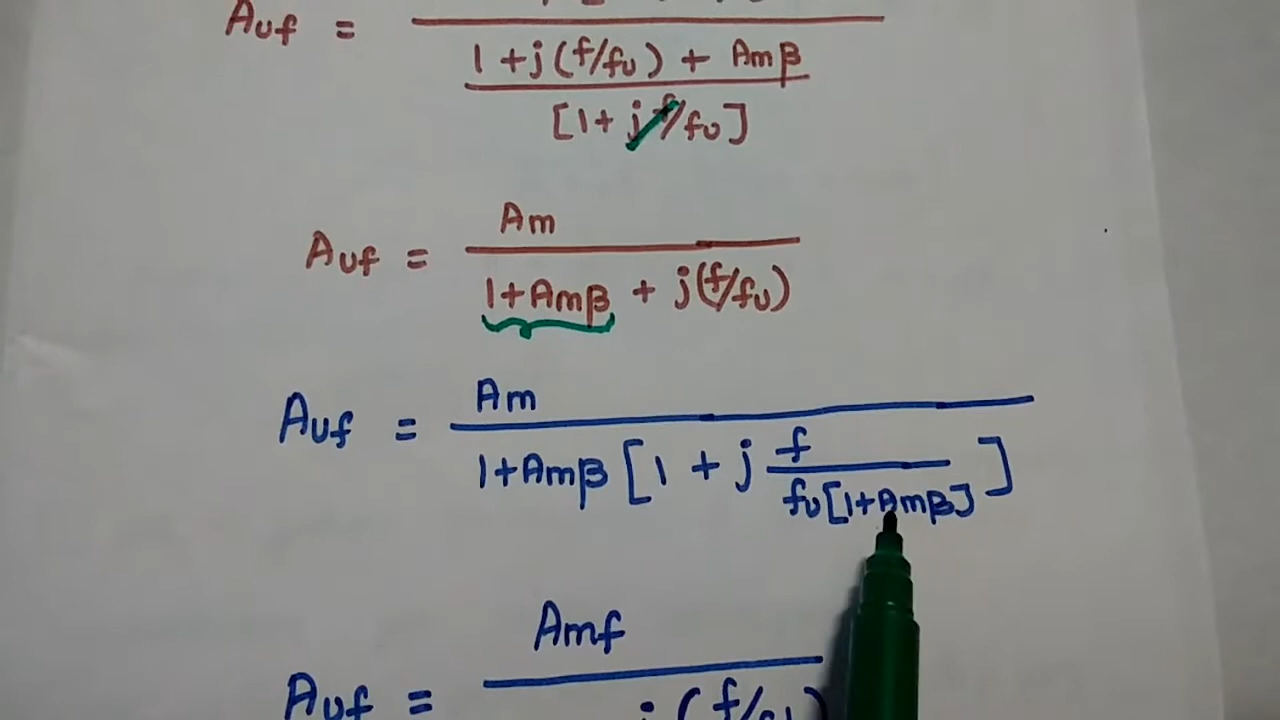 Auf =
1 + j (f/fu) + Amβ
[1 + j f/fu]
Am
Auf =
1 + Amβ + j(f/fu)
Am
Auf =
1+Amβ [1 + j f
fu[1+Amβ] ]
Amf
Auf =
j (f/